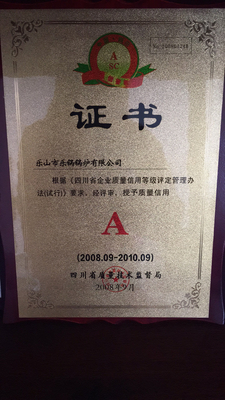 A
证书
乐山市乐锅锅炉有限公司
根据《四川省企业质量信用等级评定管理办
法(试行)》要求、经评审、授予质量信用
A
(2008.09-2010.09)
四川省质量技术监督局
2008年9月